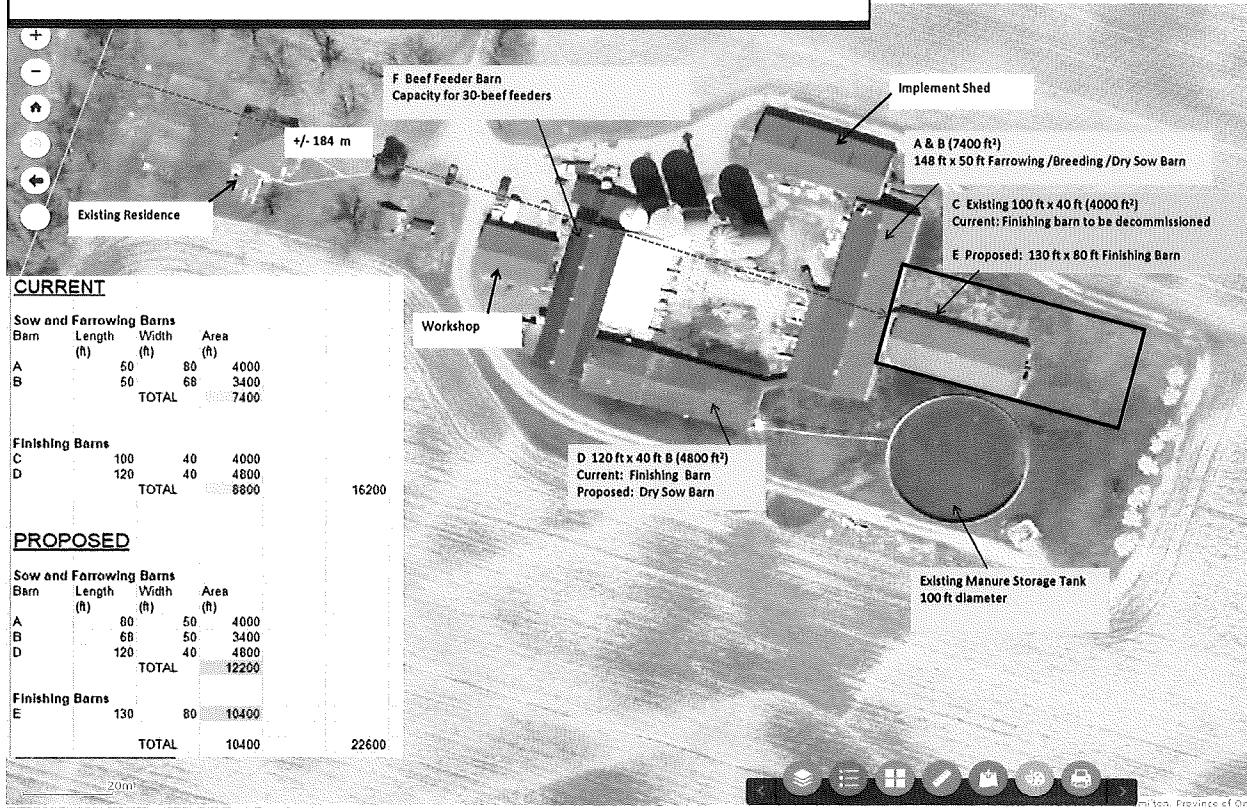 F Beef Feeder Barn
Capacity for 30-beef feeders
Implement Shed
+/- 184 m
A & B (7400 ft²)
148 ft x 50 ft Farrowing /Breeding /Dry Sow Barn
Existing Residence
C Existing 100 ft x 40 ft (4000 ft²)
Current: Finishing barn to be decommissioned
E Proposed: 130 ft x 80 ft Finishing Barn
Workshop
D 120 ft x 40 ft B (4800 ft²)
Current: Finishing Barn
Proposed: Dry Sow Barn
Existing Manure Storage Tank
100 ft diameter
CURRENT
Sow and Farrowing Barns
Barn Length Width Area
(ft) (ft) (ft)
A 50 80 4000
B 50 68 3400
TOTAL 7400
Finishing Barns
C 100 40 4000
D 120 40 4800
TOTAL 8800 16200
PROPOSED
Sow and Farrowing Barns
Barn Length Width Area
(ft) (ft) (ft)
A 80 50 4000
B 68 50 3400
D 120 40 4800
TOTAL 12200
Finishing Barns
E 130 80 10400
TOTAL 10400 22600
20m
Province of